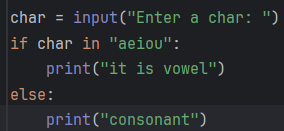 char = input("Enter a char: ")
if char in "aeiou":
    print("it is vowel")
else:
    print("consonant")